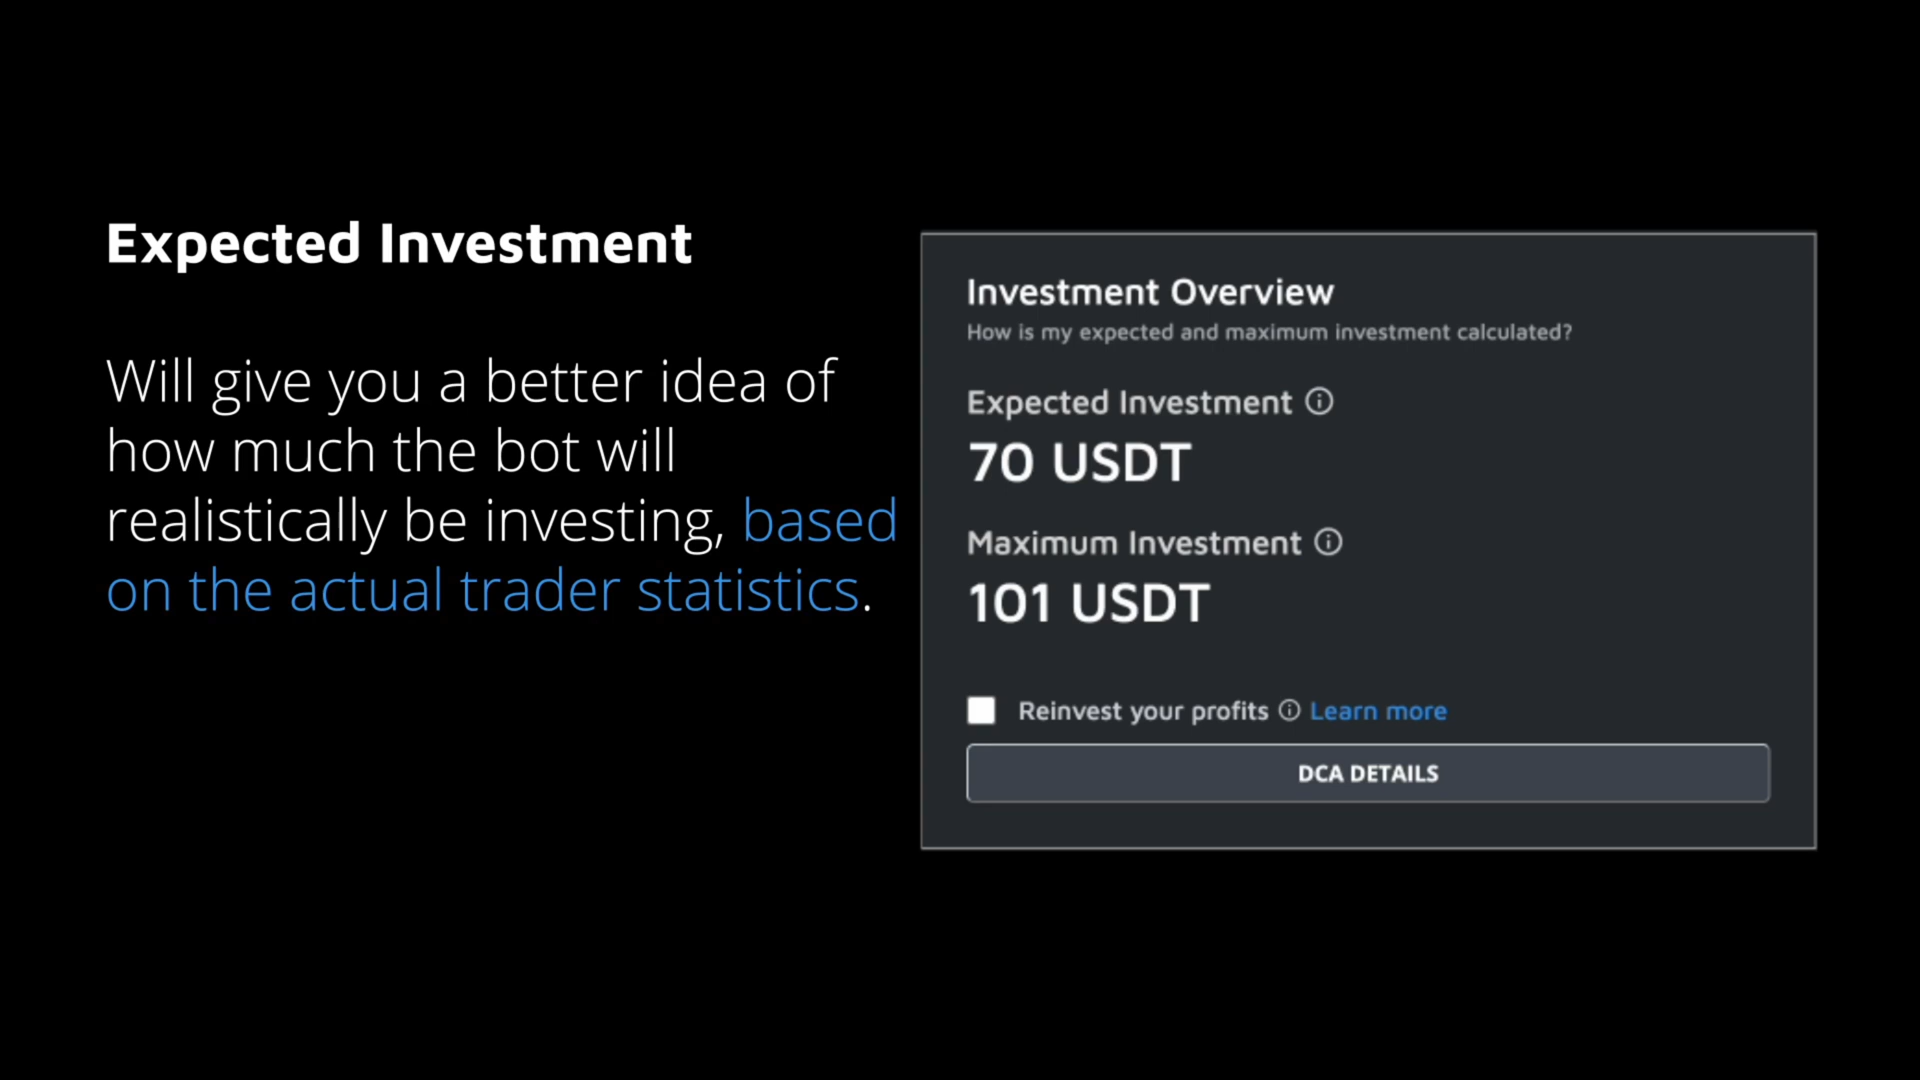 Expected Investment
Will give you a better idea of
how much the bot will
realistically be investing, based
on the actual trader statistics.
Investment Overview
How is my expected and maximum investment calculated?
Expected Investment
70 USDT
Maximum Investment
101 USDT
Reinvest your profits Learn more
DCA DETAILS